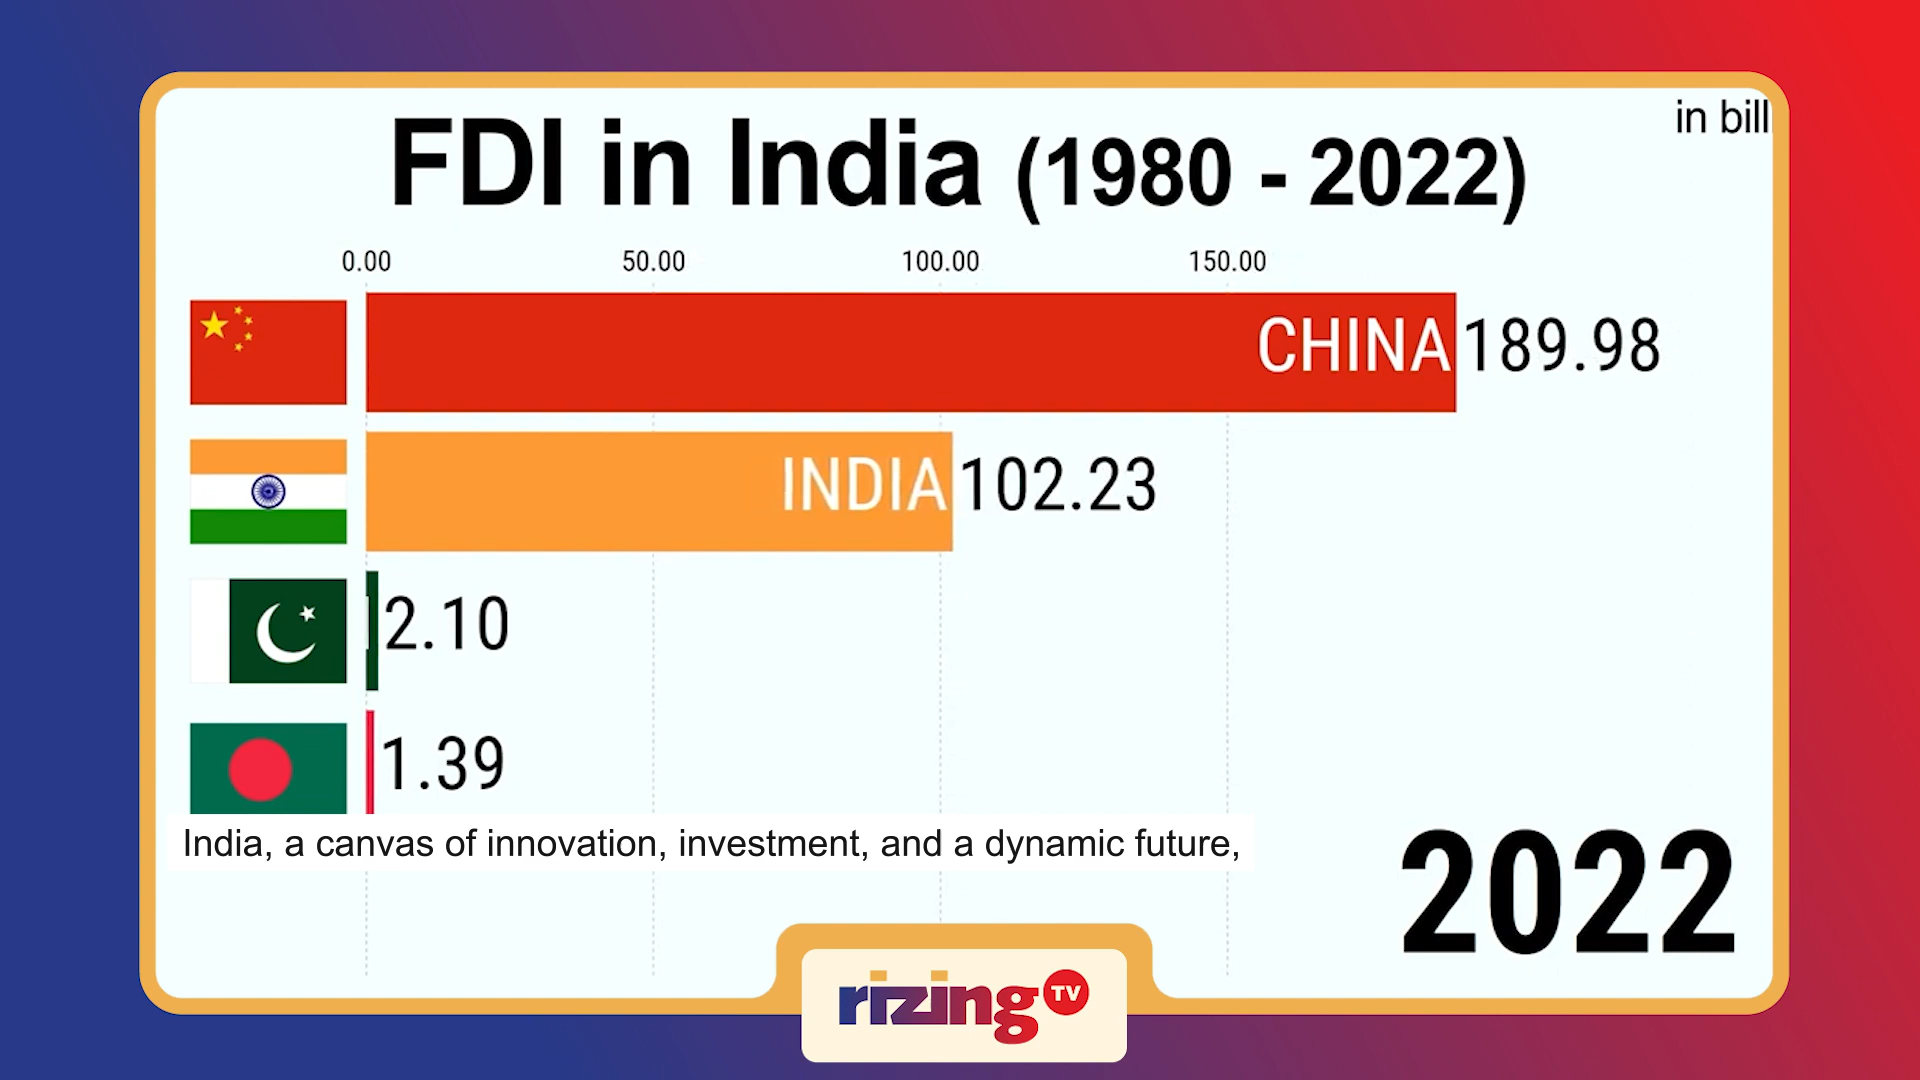 in bill
FDI in India (1980 - 2022)
0.00 50.00 100.00 150.00
CHINA 189.98
INDIA 102.23
2.10
1.39
India, a canvas of innovation, investment, and a dynamic future,
2022
rizing TV